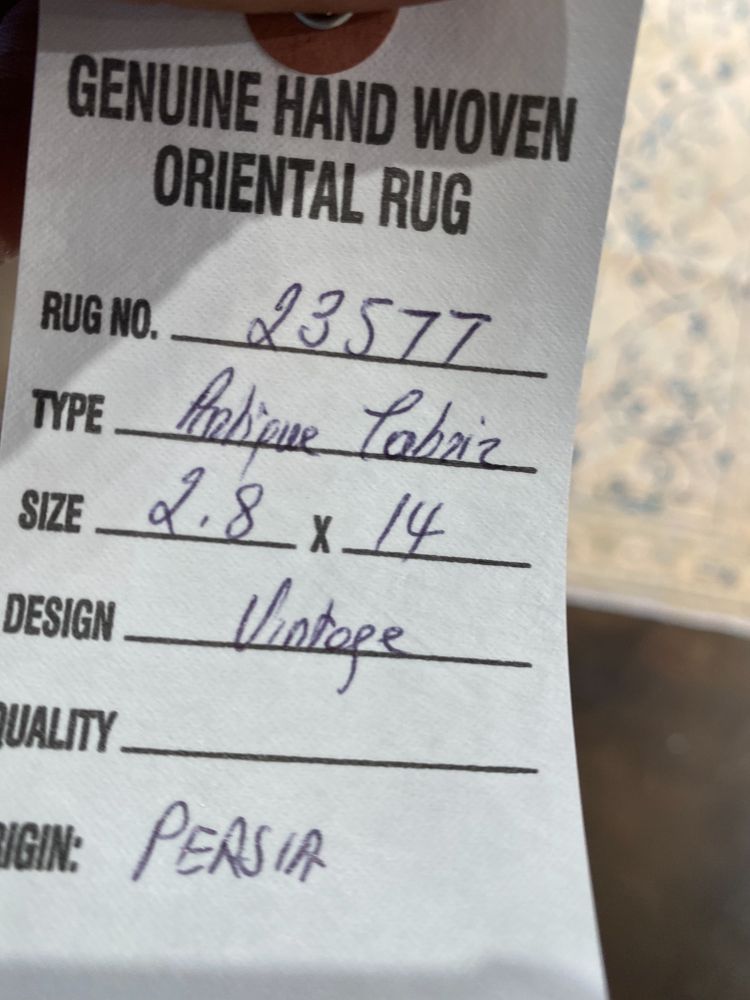 GENUINE HAND WOVEN
ORIENTAL RUG
RUG NO. 23577
TYPE Antique Tabriz
SIZE 2.8 X 14
DESIGN Vintage
QUALITY
RIGIN: PERSIA